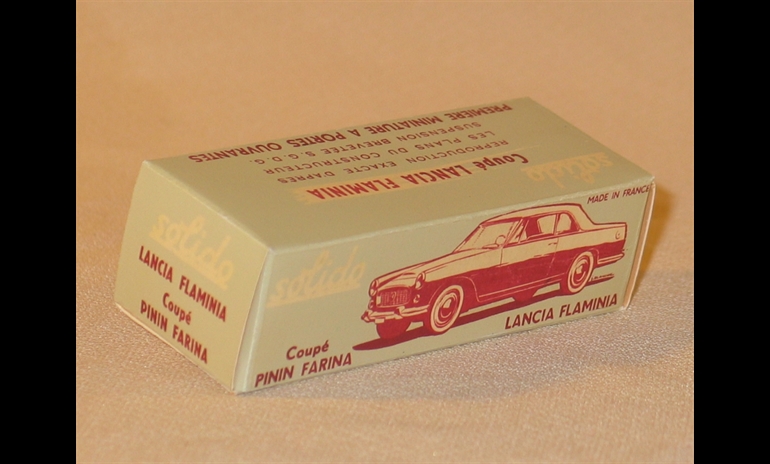 PREMIERE MINIATURE A PORTES OUVRANTES
SUSPENSION BREVETÉE S.G.D.G.
LES PLANS DU CONSTRUCTEUR
REPRODUCTION EXACTE D'APRES
Coupé LANCIA FLAMINIA
solido
solido
LANCIA FLAMINIA
Coupé
PININ FARINA
solido
MADE IN FRANCE
Coupé
PININ FARINA
LANCIA FLAMINIA